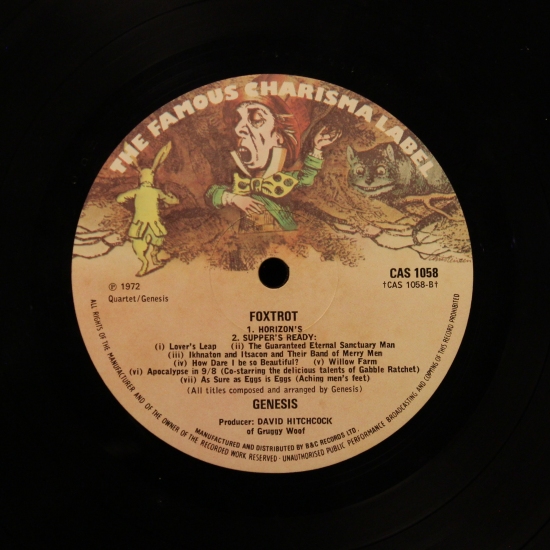 THE FAMOUS CHARISMA LABEL
℗ 1972
Quartet/Genesis
CAS 1058
†CAS 1058-B†
FOXTROT
1. HORIZON'S
2. SUPPER'S READY:
(i) Lover's Leap (ii) The Guaranteed Eternal Sanctuary Man
(iii) Ikhnaton and Itsacon and Their Band of Merry Men
(iv) How Dare I be so Beautiful? (v) Willow Farm
(vi) Apocalypse in 9/8 (Co-starring the delicious talents of Gabble Ratchet)
(vii) As Sure as Eggs is Eggs (Aching men's feet)
(All titles composed and arranged by Genesis)
GENESIS
Producer: DAVID HITCHCOCK
of Gruggy Woof
MANUFACTURED AND DISTRIBUTED BY B&C RECORDS LTD.
ALL RIGHTS OF THE MANUFACTURER AND OF THE OWNER OF THE RECORDED WORK RESERVED · UNAUTHORISED PUBLIC PERFORMANCE BROADCASTING AND COPYING OF THIS RECORD PROHIBITED